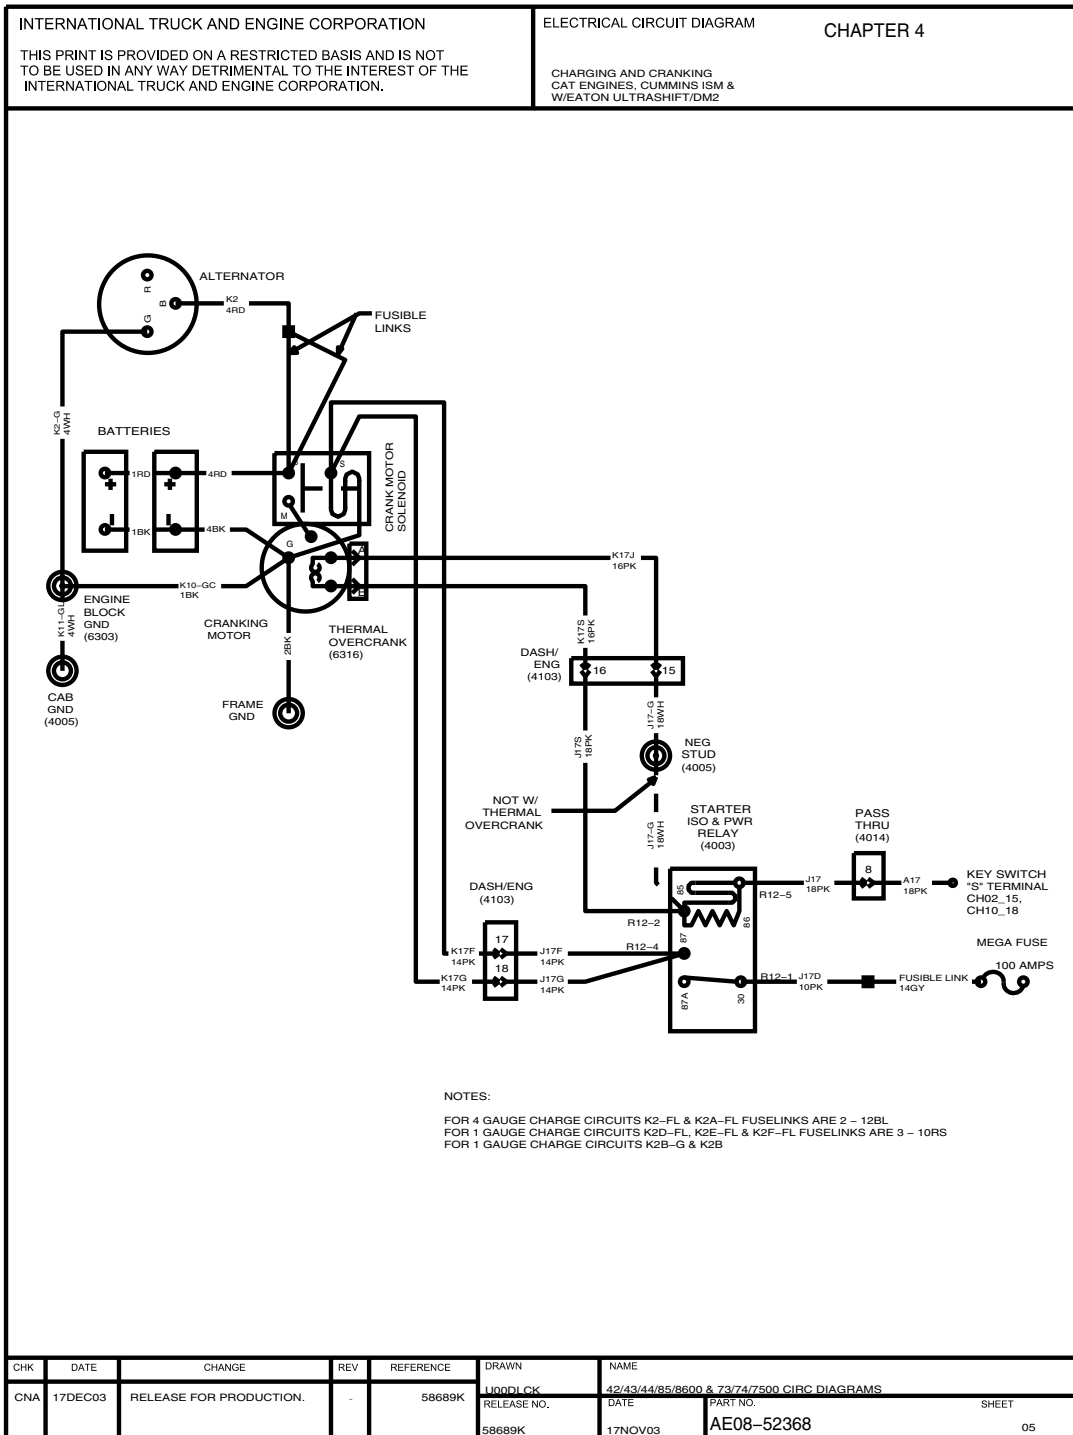 INTERNATIONAL TRUCK AND ENGINE CORPORATION
THIS PRINT IS PROVIDED ON A RESTRICTED BASIS AND IS NOT
TO BE USED IN ANY WAY DETRIMENTAL TO THE INTEREST OF THE
INTERNATIONAL TRUCK AND ENGINE CORPORATION.
ELECTRICAL CIRCUIT DIAGRAM
CHAPTER 4
CHARGING AND CRANKING
CAT ENGINES, CUMMINS ISM &
W/EATON ULTRASHIFT/DM2
ALTERNATOR
R
B
G
K2
4RD
FUSIBLE
LINKS
K2-G
4WH
BATTERIES
1RD
4RD
1BK
4BK
S
M
G
CRANK MOTOR
SOLENOID
A
B
K17J
16PK
K10-GC
1BK
ENGINE
BLOCK
GND
(6303)
K11-GL
4WH
CRANKING
MOTOR
2BK
THERMAL
OVERCRANK
(6316)
K17S
16PK
DASH/
ENG
(4103)
16
15
CAB
GND
(4005)
FRAME
GND
J17S
18PK
J17-G
18WH
NEG
STUD
(4005)
NOT W/
THERMAL
OVERCRANK
J17-G
18WH
STARTER
ISO & PWR
RELAY
(4003)
PASS
THRU
(4014)
8
J17
18PK
A17
18PK
KEY SWITCH
"S" TERMINAL
CH02_15,
CH10_18
DASH/ENG
(4103)
85
R12-5
R12-2
86
87
R12-4
17
K17F
14PK
J17F
14PK
18
K17G
14PK
J17G
14PK
87A
30
R12-1
J17D
10PK
FUSIBLE LINK
14GY
MEGA FUSE
100 AMPS
NOTES:
FOR 4 GAUGE CHARGE CIRCUITS K2-FL & K2A-FL FUSELINKS ARE 2 - 12BL
FOR 1 GAUGE CHARGE CIRCUITS K2D-FL, K2E-FL & K2F-FL FUSELINKS ARE 3 - 10RS
FOR 1 GAUGE CHARGE CIRCUITS K2B-G & K2B
CHK DATE CHANGE REV REFERENCE
CNA 17DEC03 RELEASE FOR PRODUCTION. - 58689K
DRAWN
U00DLCK
NAME
42/43/44/85/8600 & 73/74/7500 CIRC DIAGRAMS
RELEASE NO.
58689K
DATE
17NOV03
PART NO.
AE08-52368
SHEET
05